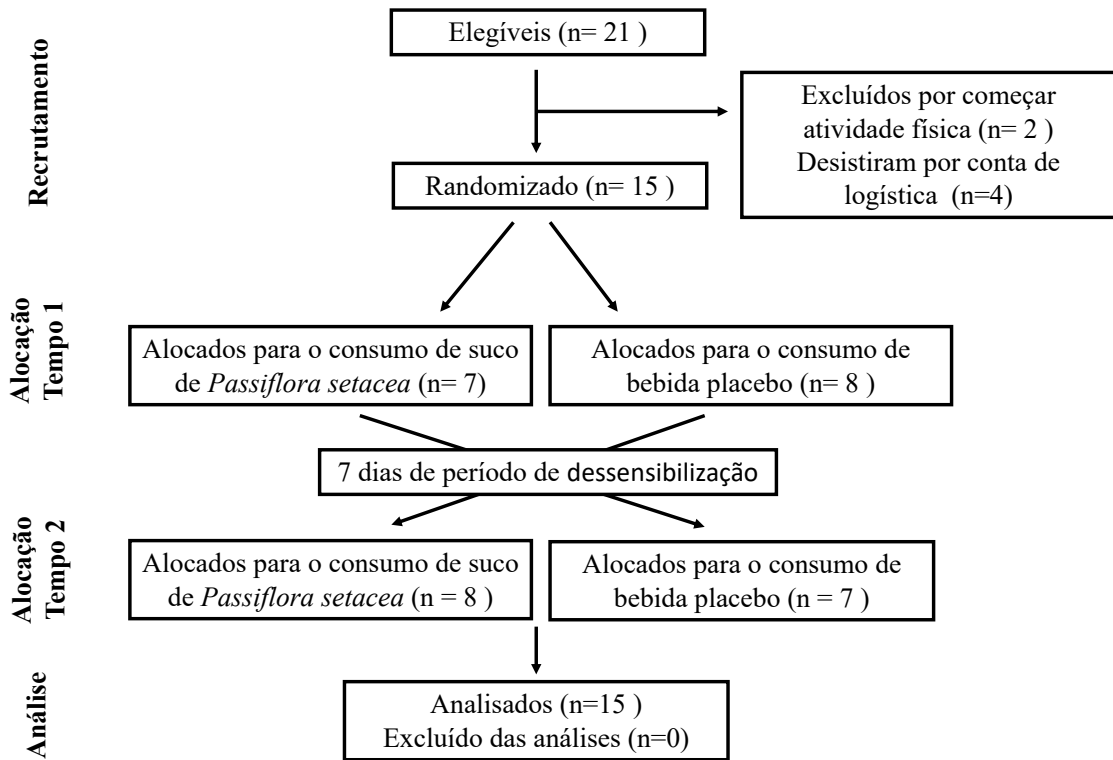 Recrutamento
Elegíveis (n= 21 )
Excluídos por começar
atividade física (n= 2 )
Desistiram por conta de
logística  (n=4)
Randomizado (n= 15 )
Alocação
Tempo 1
Alocados para o consumo de suco
de Passiflora setacea (n= 7)
Alocados para o consumo de
bebida placebo (n= 8 )
7 dias de período de dessensibilização
Alocação
Tempo 2
Alocados para o consumo de suco
de Passiflora setacea (n = 8 )
Alocados para o consumo de
bebida placebo (n = 7 )
Análise
Analisados (n=15 )
Excluído das análises (n=0)